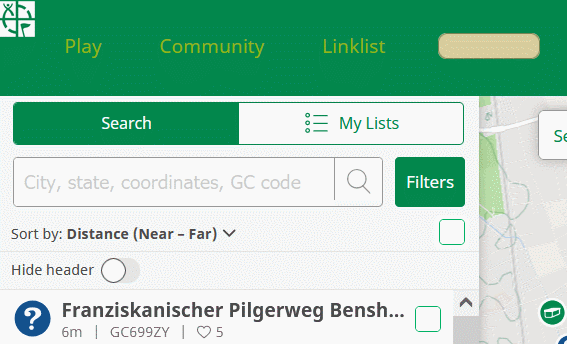 Play Community Linklist
Search My Lists
Se
City, state, coordinates, GC code Filters
Sort by: Distance (Near – Far)
Hide header
Franziskanischer Pilgerweg Bensh...
6m | GC699ZY | 5